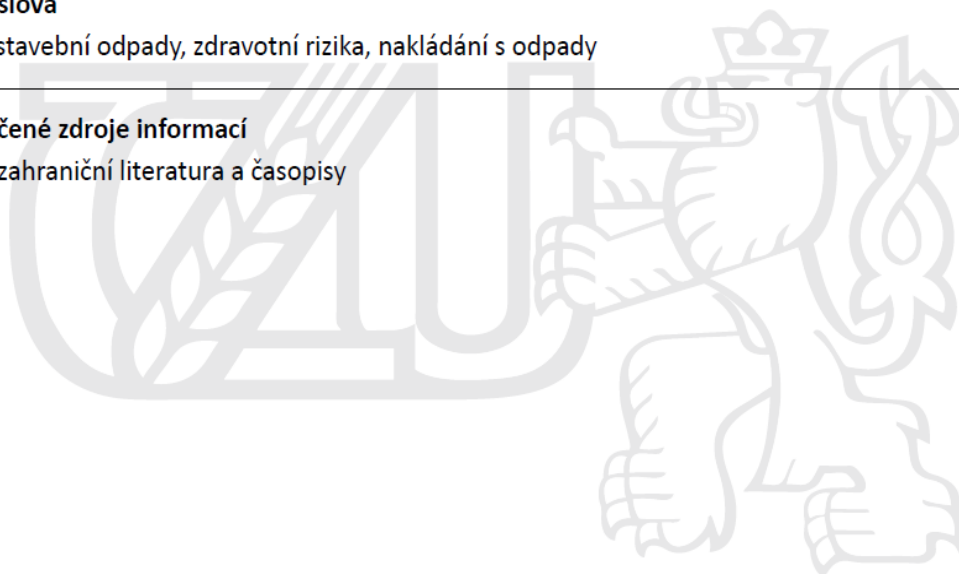 slova
stavební odpady, zdravotní rizika, nakládání s odpady
čené zdroje informací
zahraniční literatura a časopisy